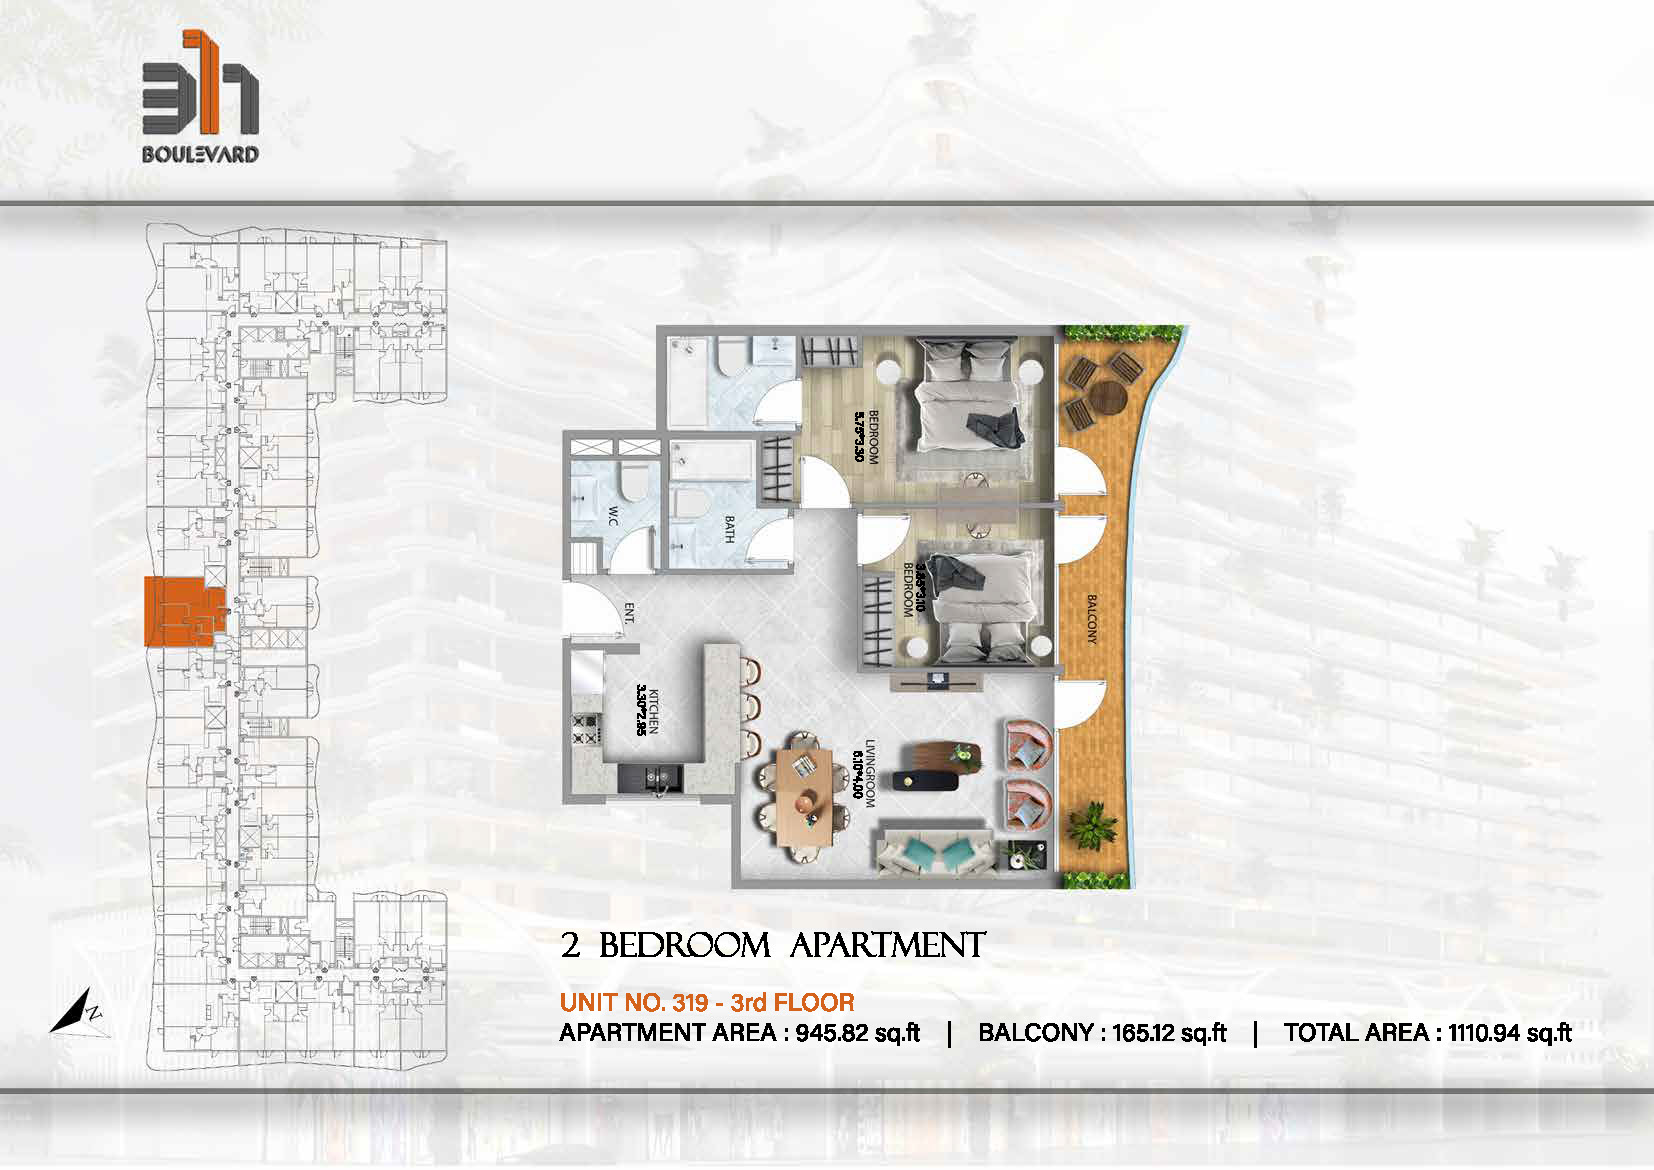 311
BOULEVARD
BEDROOM
5.75*3.30
W.C
BATH
3.85*3.10
BEDROOM
BALCONY
ENT.
KITCHEN
3.30*2.85
LIVINGROOM
6.10*4.00
N
2 BEDROOM APARTMENT
UNIT NO. 319 - 3rd FLOOR
APARTMENT AREA : 945.82 sq.ft | BALCONY : 165.12 sq.ft | TOTAL AREA : 1110.94 sq.ft